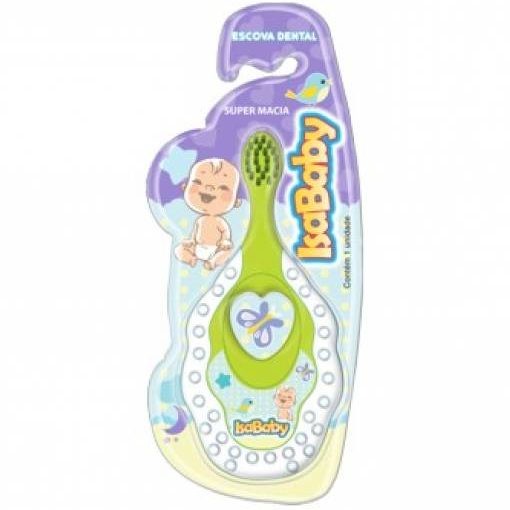 ESCOVA DENTAL
SUPER MACIA
IsaBaby
Contém 1 unidade
IsaBaby